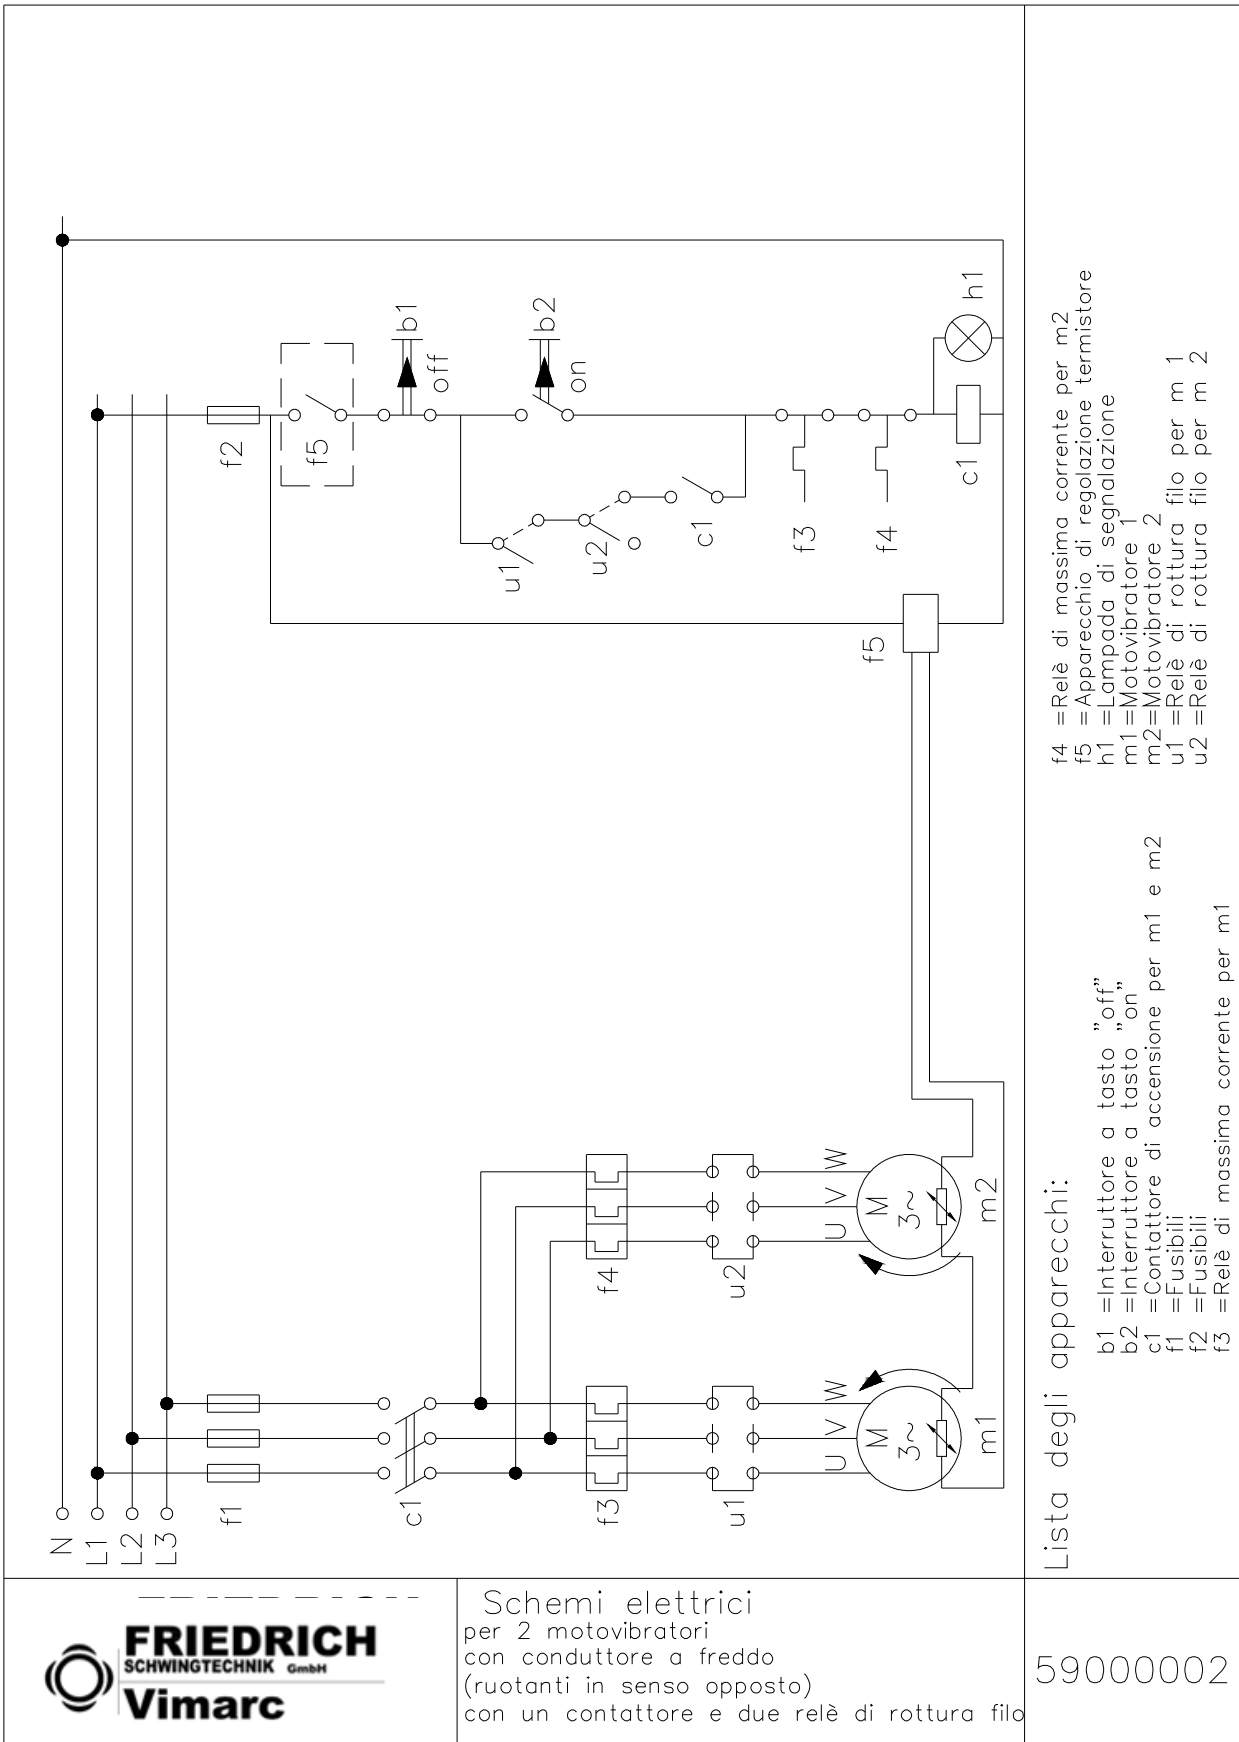 N
L1
L2
L3
f1
c1
f3
u1
U V W
M
3~
m1
f4
u2
U V W
M
3~
m2
f2
f5
b1
off
b2
on
u1
u2
c1
f3
f4
c1
h1
f5
Lista degli apparecchi:
b1 =Interruttore a tasto "off"
b2 =Interruttore a tasto "on"
c1 =Contattore di accensione per m1 e m2
f1 =Fusibili
f2 =Fusibili
f3 =Relè di massima corrente per m1
f4 =Relè di massima corrente per m2
f5 =Apparecchio di regolazione termistore
h1 =Lampada di segnalazione
m1=Motovibratore 1
m2=Motovibratore 2
u1 =Relè di rottura filo per m 1
u2 =Relè di rottura filo per m 2
FRIEDRICH
SCHWINGTECHNIK GmbH
Vimarc
Schemi elettrici
per 2 motovibratori
con conduttore a freddo
(ruotanti in senso opposto)
con un contattore e due relè di rottura filo
59000002